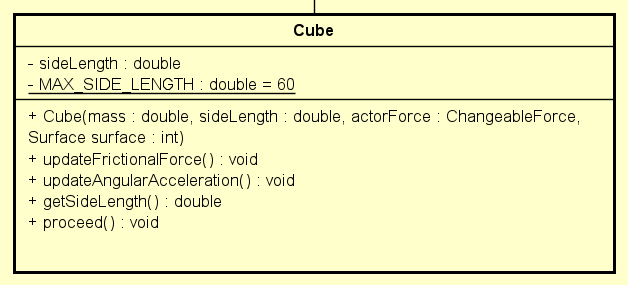 Cube
- sideLength : double
- MAX_SIDE_LENGTH : double = 60
+ Cube(mass : double, sideLength : double, actorForce : ChangeableForce,
Surface surface : int)
+ updateFrictionalForce() : void
+ updateAngularAcceleration() : void
+ getSideLength() : double
+ proceed() : void